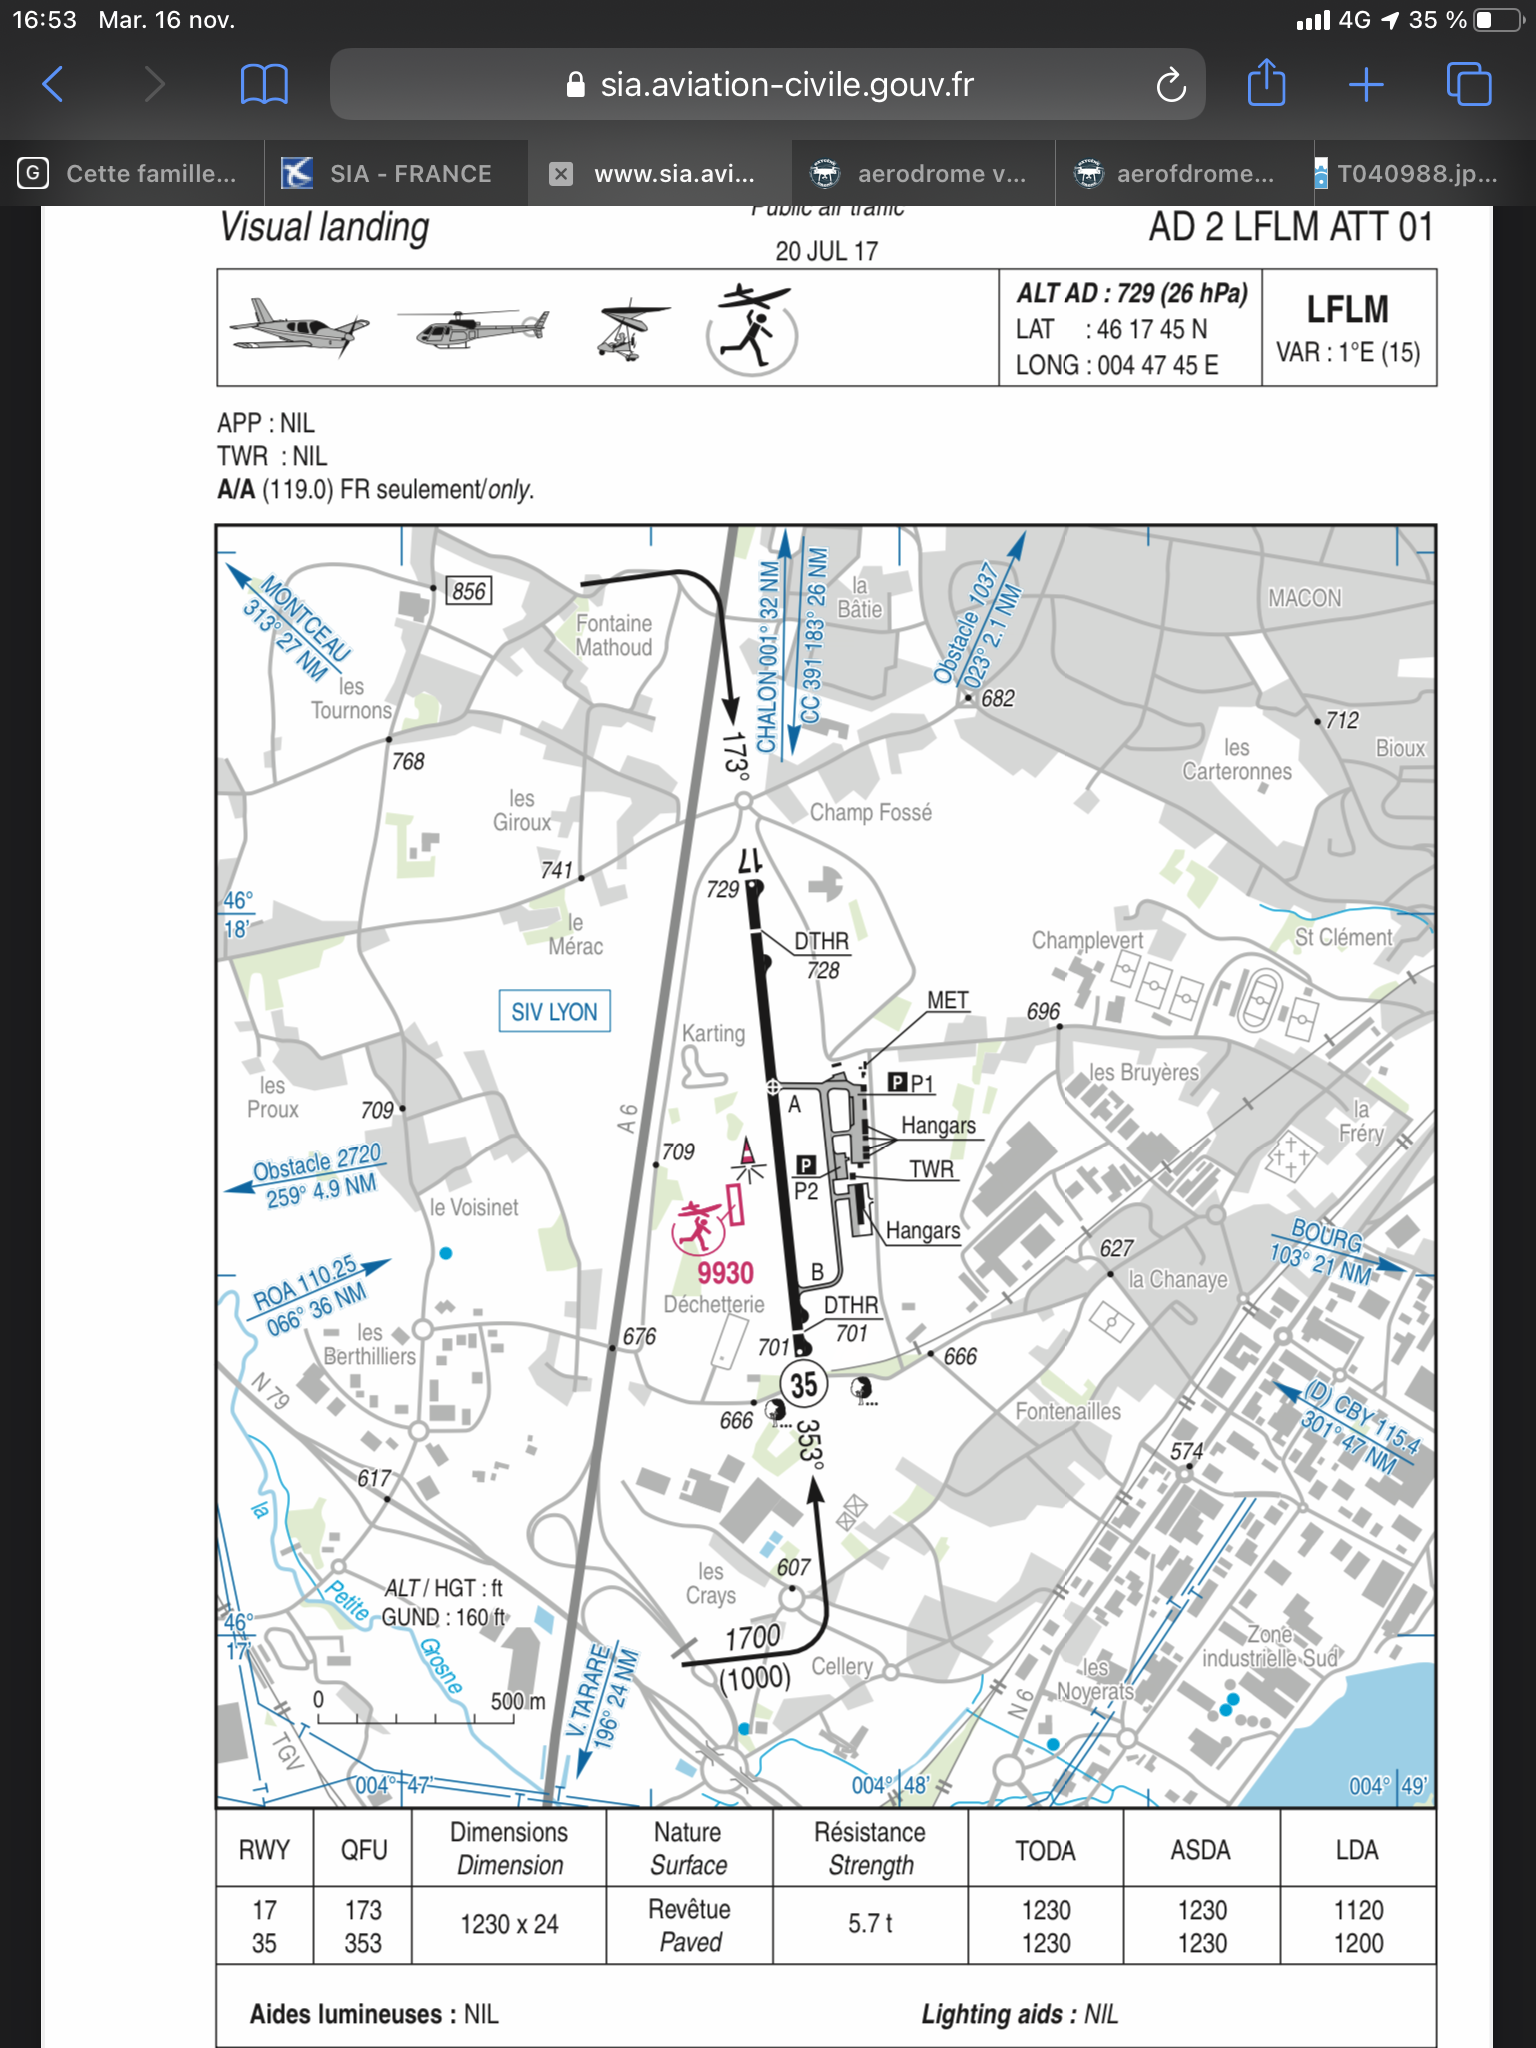 16:53 Mar. 16 nov.
4G 35 %
sia.aviation-civile.gouv.fr
G Cette famille...
SIA - FRANCE
www.sia.avi...
aerodrome v...
aerofdrome...
T040988.jp...
Public air traffic
Visual landing
AD 2 LFLM ATT 01
20 JUL 17
ALT AD : 729 (26 hPa)
LAT : 46 17 45 N
LONG : 004 47 45 E
LFLM
VAR : 1°E (15)
APP : NIL
TWR : NIL
A/A (119.0) FR seulement/only.
MONTCEAU
313° 27 NM
856
Fontaine
Mathoud
CHALON 001° 32 NM
CC 391 183° 26 NM
la
Bâtie
Obstacle 1037
023° 2.1 NM
MACON
les
Tournons
682
712
768
173°
les
Carteronnes
Bioux
les
Giroux
Champ Fossé
741
17
729
46°
18'
le
Mérac
DTHR
728
Champlevert
St Clément
SIV LYON
MET
696
Karting
les
Proux
709
P P1
les Bruyères
A 6
A
Hangars
la
Fréry
Obstacle 2720
259° 4.9 NM
709
P
P2
TWR
le Voisinet
Hangars
BOURG
103° 21 NM
627
la Chanaye
ROA 110.25
066° 36 NM
9930
B
Déchetterie
DTHR
701
676
701
les
Berthilliers
666
35
N 79
666
353°
Fontenailles
(D) CBY 115.4
301° 47 NM
574
617
la
Petite
Grosne
ALT / HGT : ft
GUND : 160 ft
les
Crays
607
46°
17'
1700
(1000)
Cellery
Zone
industrielle Sud
les
Noyerats
N 6
0 500 m
V. TARARE
196° 24 NM
TGV
004° 47'
004° 48'
004° 49'
RWY QFU Dimensions Nature Résistance TODA ASDA LDA
Dimension Surface Strength
17 173 1230 x 24 Revêtue 5.7 t 1230 1230 1120
35 353 Paved 1230 1230 1200
Aides lumineuses : NIL Lighting aids : NIL